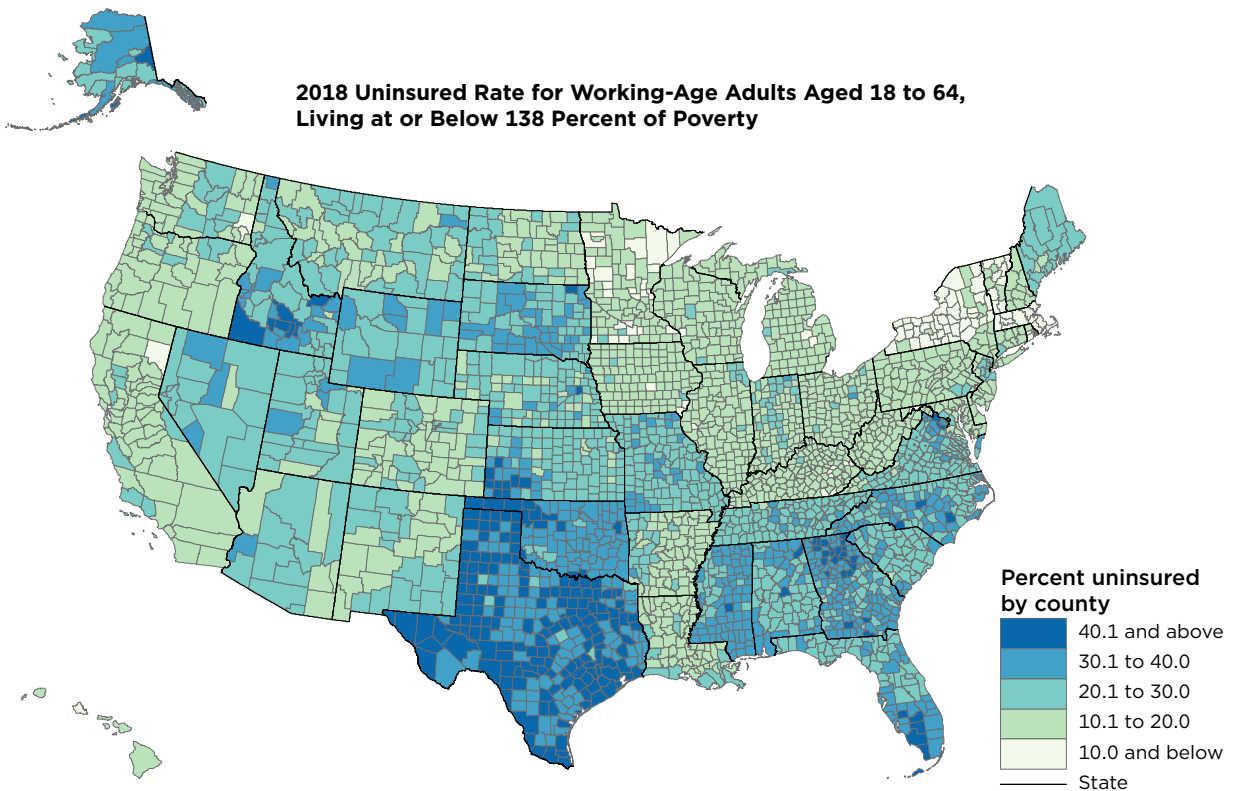 2018 Uninsured Rate for Working-Age Adults Aged 18 to 64,
Living at or Below 138 Percent of Poverty
Percent uninsured
by county
40.1 and above
30.1 to 40.0
20.1 to 30.0
10.1 to 20.0
10.0 and below
State